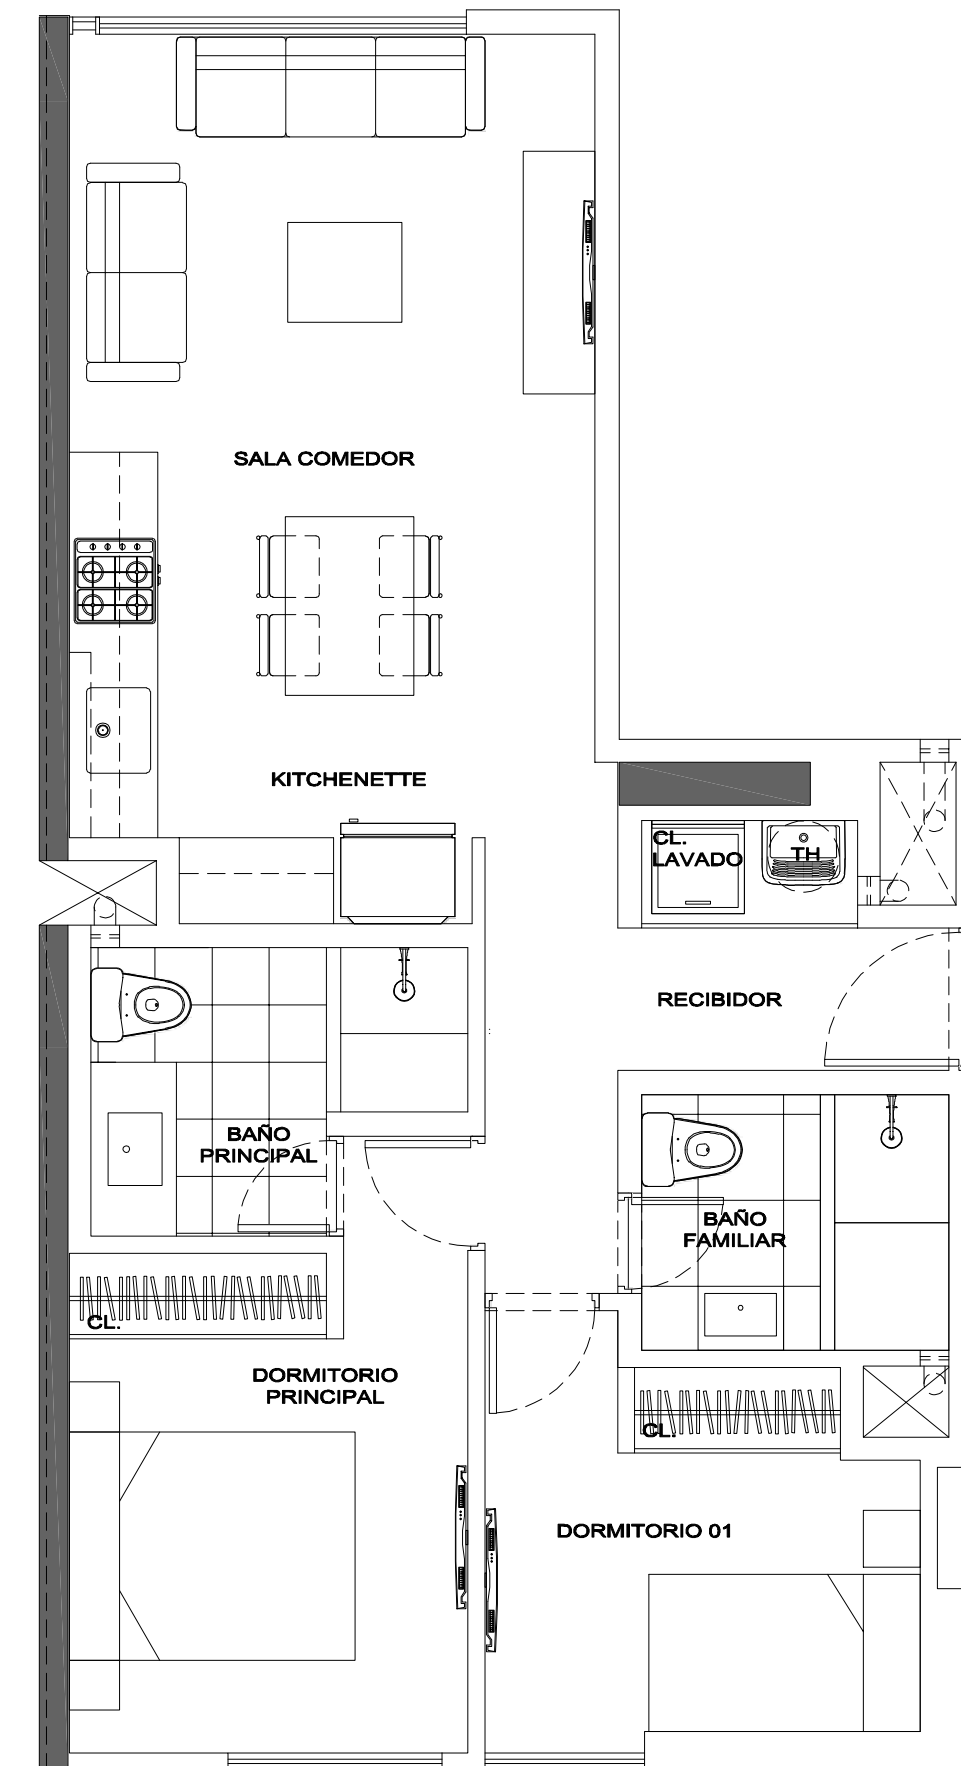 SALA COMEDOR
KITCHENETTE
CL.
LAVADO
TH
RECIBIDOR
BAÑO
PRINCIPAL
BAÑO
FAMILIAR
CL.
DORMITORIO
PRINCIPAL
CL.
DORMITORIO 01